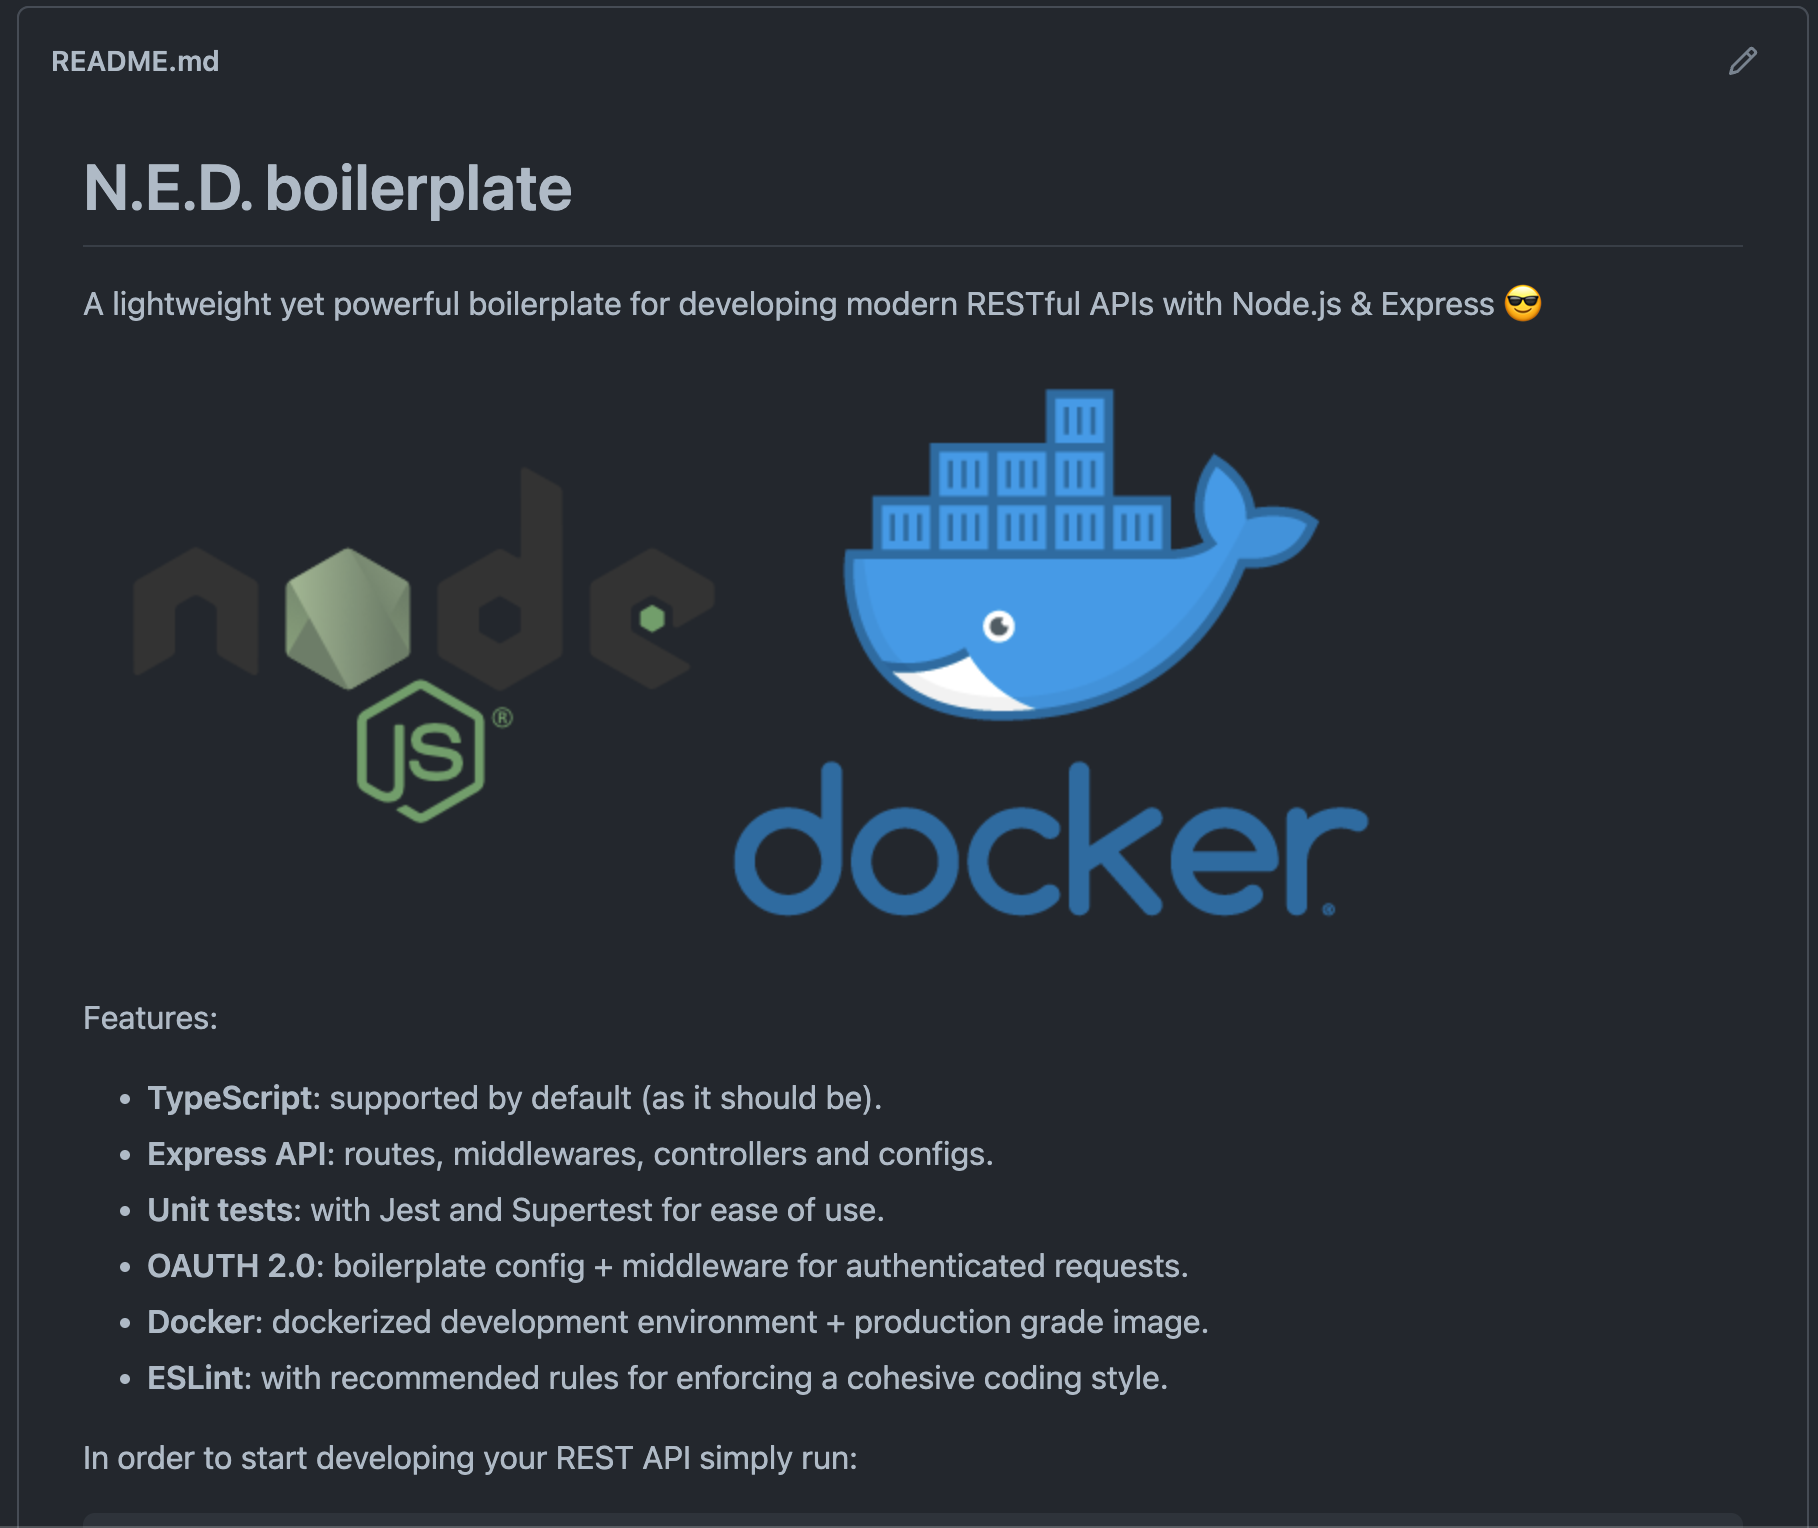 README.md
N.E.D. boilerplate
A lightweight yet powerful boilerplate for developing modern RESTful APIs with Node.js & Express 😎
node
JS ®
docker ®
Features:
• TypeScript: supported by default (as it should be).
• Express API: routes, middlewares, controllers and configs.
• Unit tests: with Jest and Supertest for ease of use.
• OAUTH 2.0: boilerplate config + middleware for authenticated requests.
• Docker: dockerized development environment + production grade image.
• ESLint: with recommended rules for enforcing a cohesive coding style.
In order to start developing your REST API simply run: